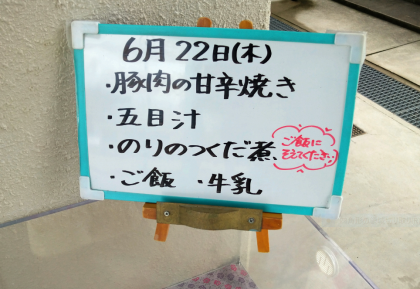 6月22日(木)
・豚肉の甘辛焼き
・五目汁
・のりのつくだ煮、
ご飯に
そえてください。
・ご飯 ・牛乳